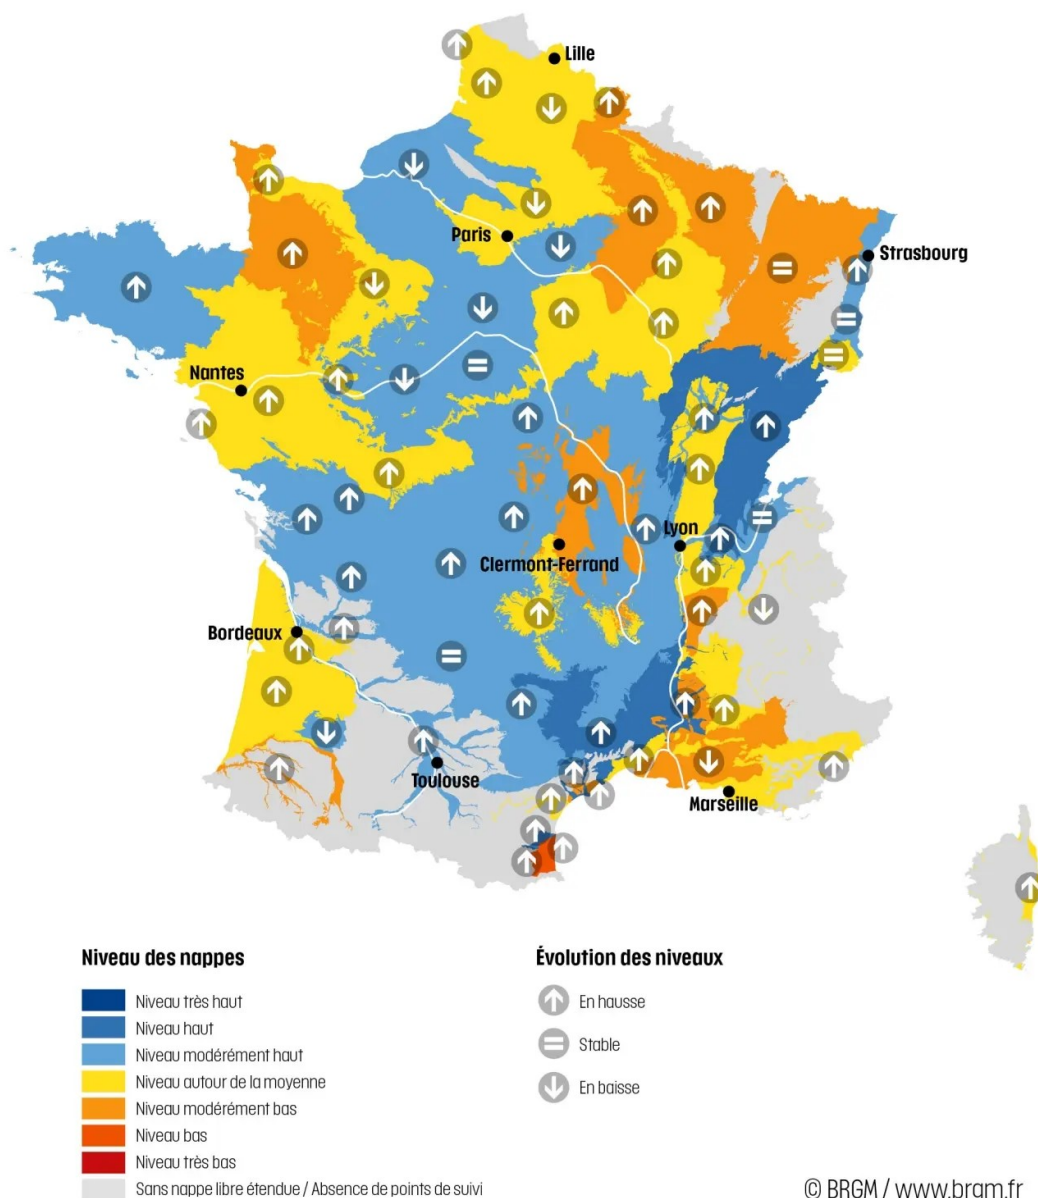 Lille
Paris
Strasbourg
Nantes
Lyon
Clermont-Ferrand
Bordeaux
Toulouse
Marseille
Niveau des nappes
Niveau très haut
Niveau haut
Niveau modérément haut
Niveau autour de la moyenne
Niveau modérément bas
Niveau bas
Niveau très bas
Sans nappe libre étendue / Absence de points de suivi
Évolution des niveaux
En hausse
Stable
En baisse
© BRGM / www.brgm.fr